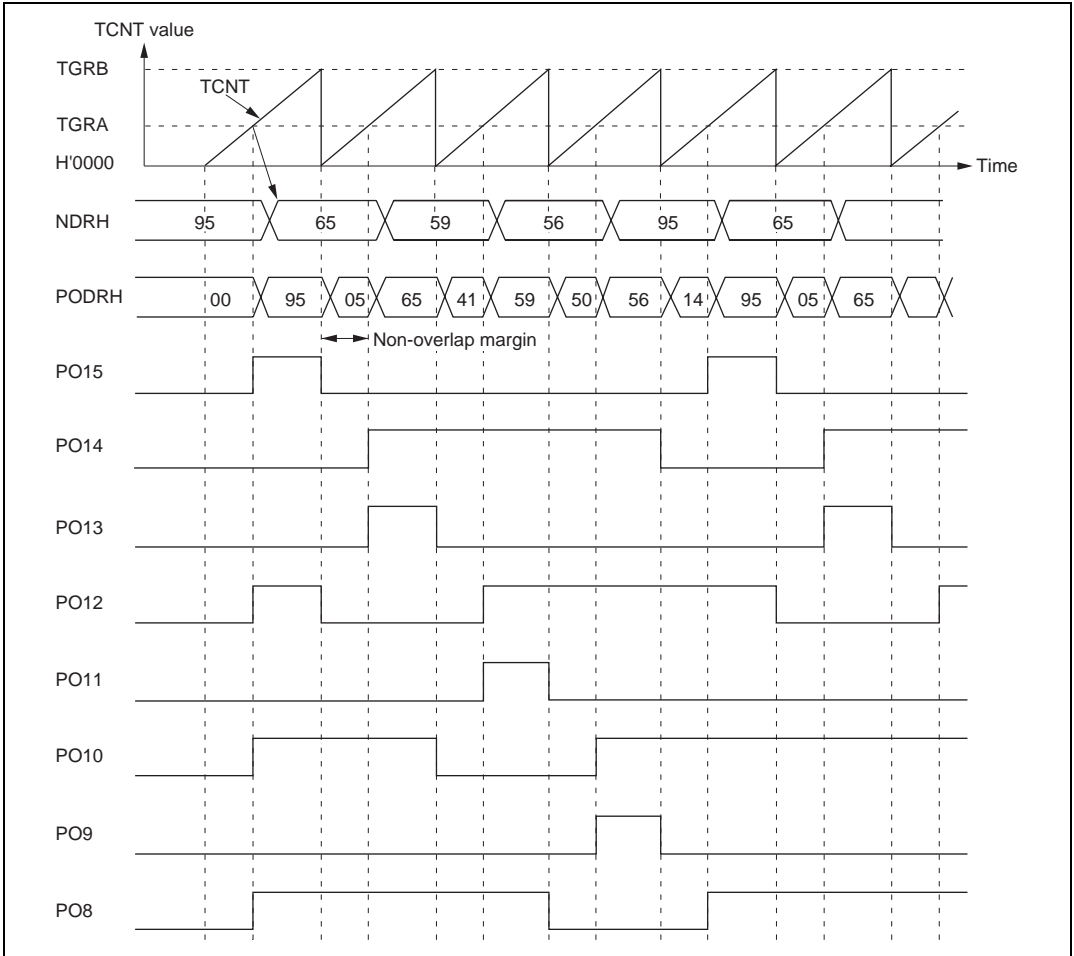 TCNT value
TGRB
TCNT
TGRA
H'0000
Time
NDRH 95 65 59 56 95 65
PODRH 00 95 05 65 41 59 50 56 14 95 05 65
Non-overlap margin
PO15
PO14
PO13
PO12
PO11
PO10
PO9
PO8